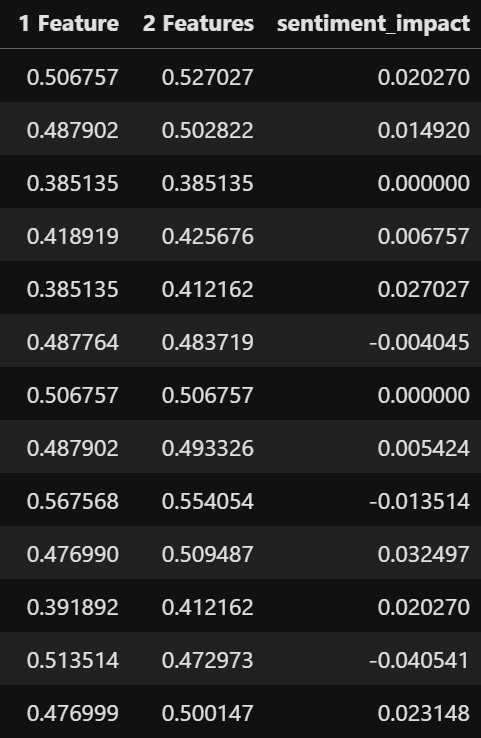 1 Feature 2 Features sentiment_impact
0.506757 0.527027 0.020270
0.487902 0.502822 0.014920
0.385135 0.385135 0.000000
0.418919 0.425676 0.006757
0.385135 0.412162 0.027027
0.487764 0.483719 -0.004045
0.506757 0.506757 0.000000
0.487902 0.493326 0.005424
0.567568 0.554054 -0.013514
0.476990 0.509487 0.032497
0.391892 0.412162 0.020270
0.513514 0.472973 -0.040541
0.476999 0.500147 0.023148